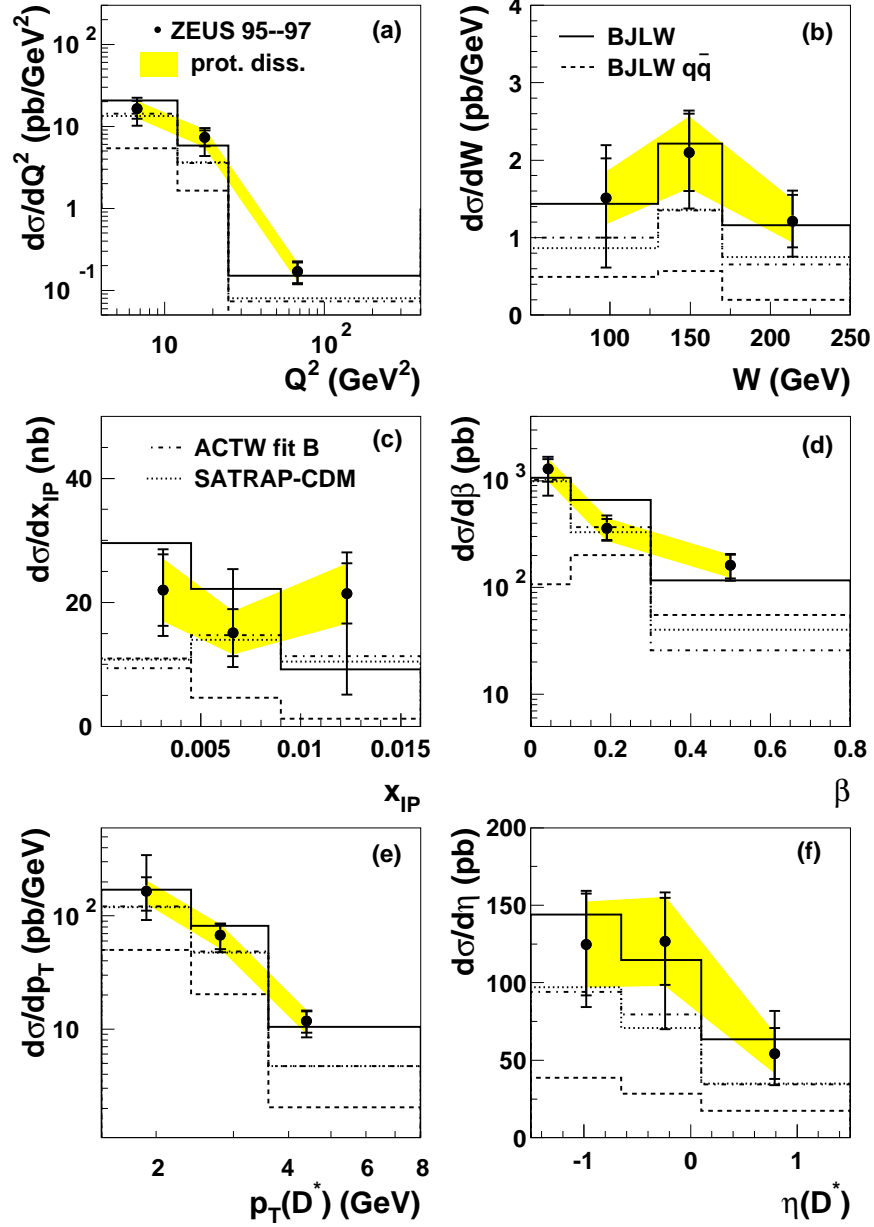 dσ/dQ² (pb/GeV²)
10²
10
1
10⁻¹
ZEUS 95--97
prot. diss.
(a)
10
10²
Q² (GeV²)
dσ/dW (pb/GeV)
4
3
2
1
0
BJLW
BJLW qq̄
(b)
100
150
200
250
W (GeV)
dσ/dx_IP (nb)
40
20
0
ACTW fit B
SATRAP-CDM
(c)
0.005
0.01
0.015
x_IP
dσ/dβ (pb)
10³
10²
10
(d)
0
0.2
0.4
0.6
0.8
β
dσ/dp_T (pb/GeV)
10²
10
(e)
2
4
6
8
p_T(D*) (GeV)
dσ/dη (pb)
200
150
100
50
0
(f)
-1
0
1
η(D*)